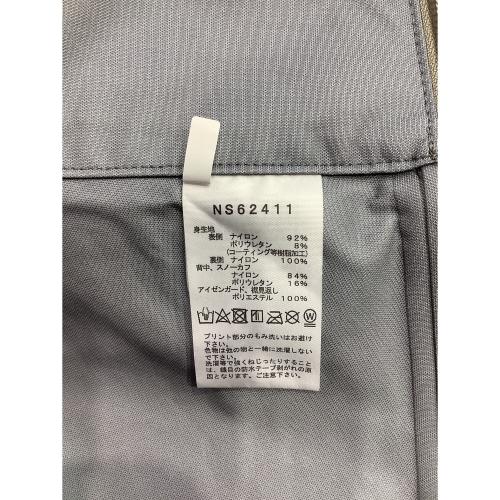 NS62411
身生地
表側 ナイロン 92%
ポリウレタン 8%
(コーティング等樹脂加工)
裏側 ナイロン 100%
背中、スノーカフ
ナイロン 84%
ポリウレタン 16%
アイゼンガード、襟見返し
ポリエステル 100%
プリント部分のもみ洗いはお避け
下さい。
色物は他の物と一緒に洗濯しない
で下さい。
洗濯等で強くねじったりすること
は、縫目の防水テープ剥がれの原
因となります。ご注意下さい。